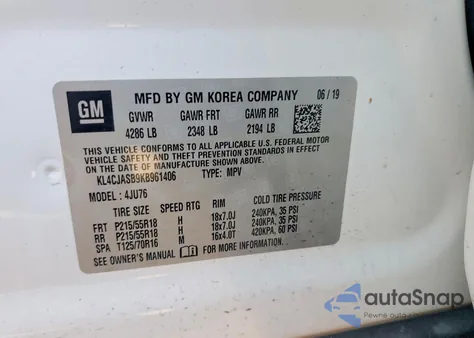 GM
MFD BY GM KOREA COMPANY 06/19
GVWR GAWR FRT GAWR RR
4286 LB 2348 LB 2194 LB
THIS VEHICLE CONFORMS TO ALL APPLICABLE U.S. FEDERAL MOTOR
VEHICLE SAFETY, BUMPER, AND THEFT PREVENTION STANDARDS IN
EFFECT ON THE DATE OF MANUFACTURE SHOWN ABOVE.
KL4CJASB9KB961406 TYPE: MPV
MODEL: 4JU76
TIRE SIZE SPEED RTG RIM COLD TIRE PRESSURE
FRT P215/55R18 H 18x7.0J 240KPA, 35 PSI
RR P215/55R18 H 18x7.0J 240KPA, 35 PSI
SPA T125/70R16 M 16x4.0T 420KPA, 60 PSI
SEE OWNER'S MANUAL FOR MORE INFORMATION
autoSnap
Pewne auto